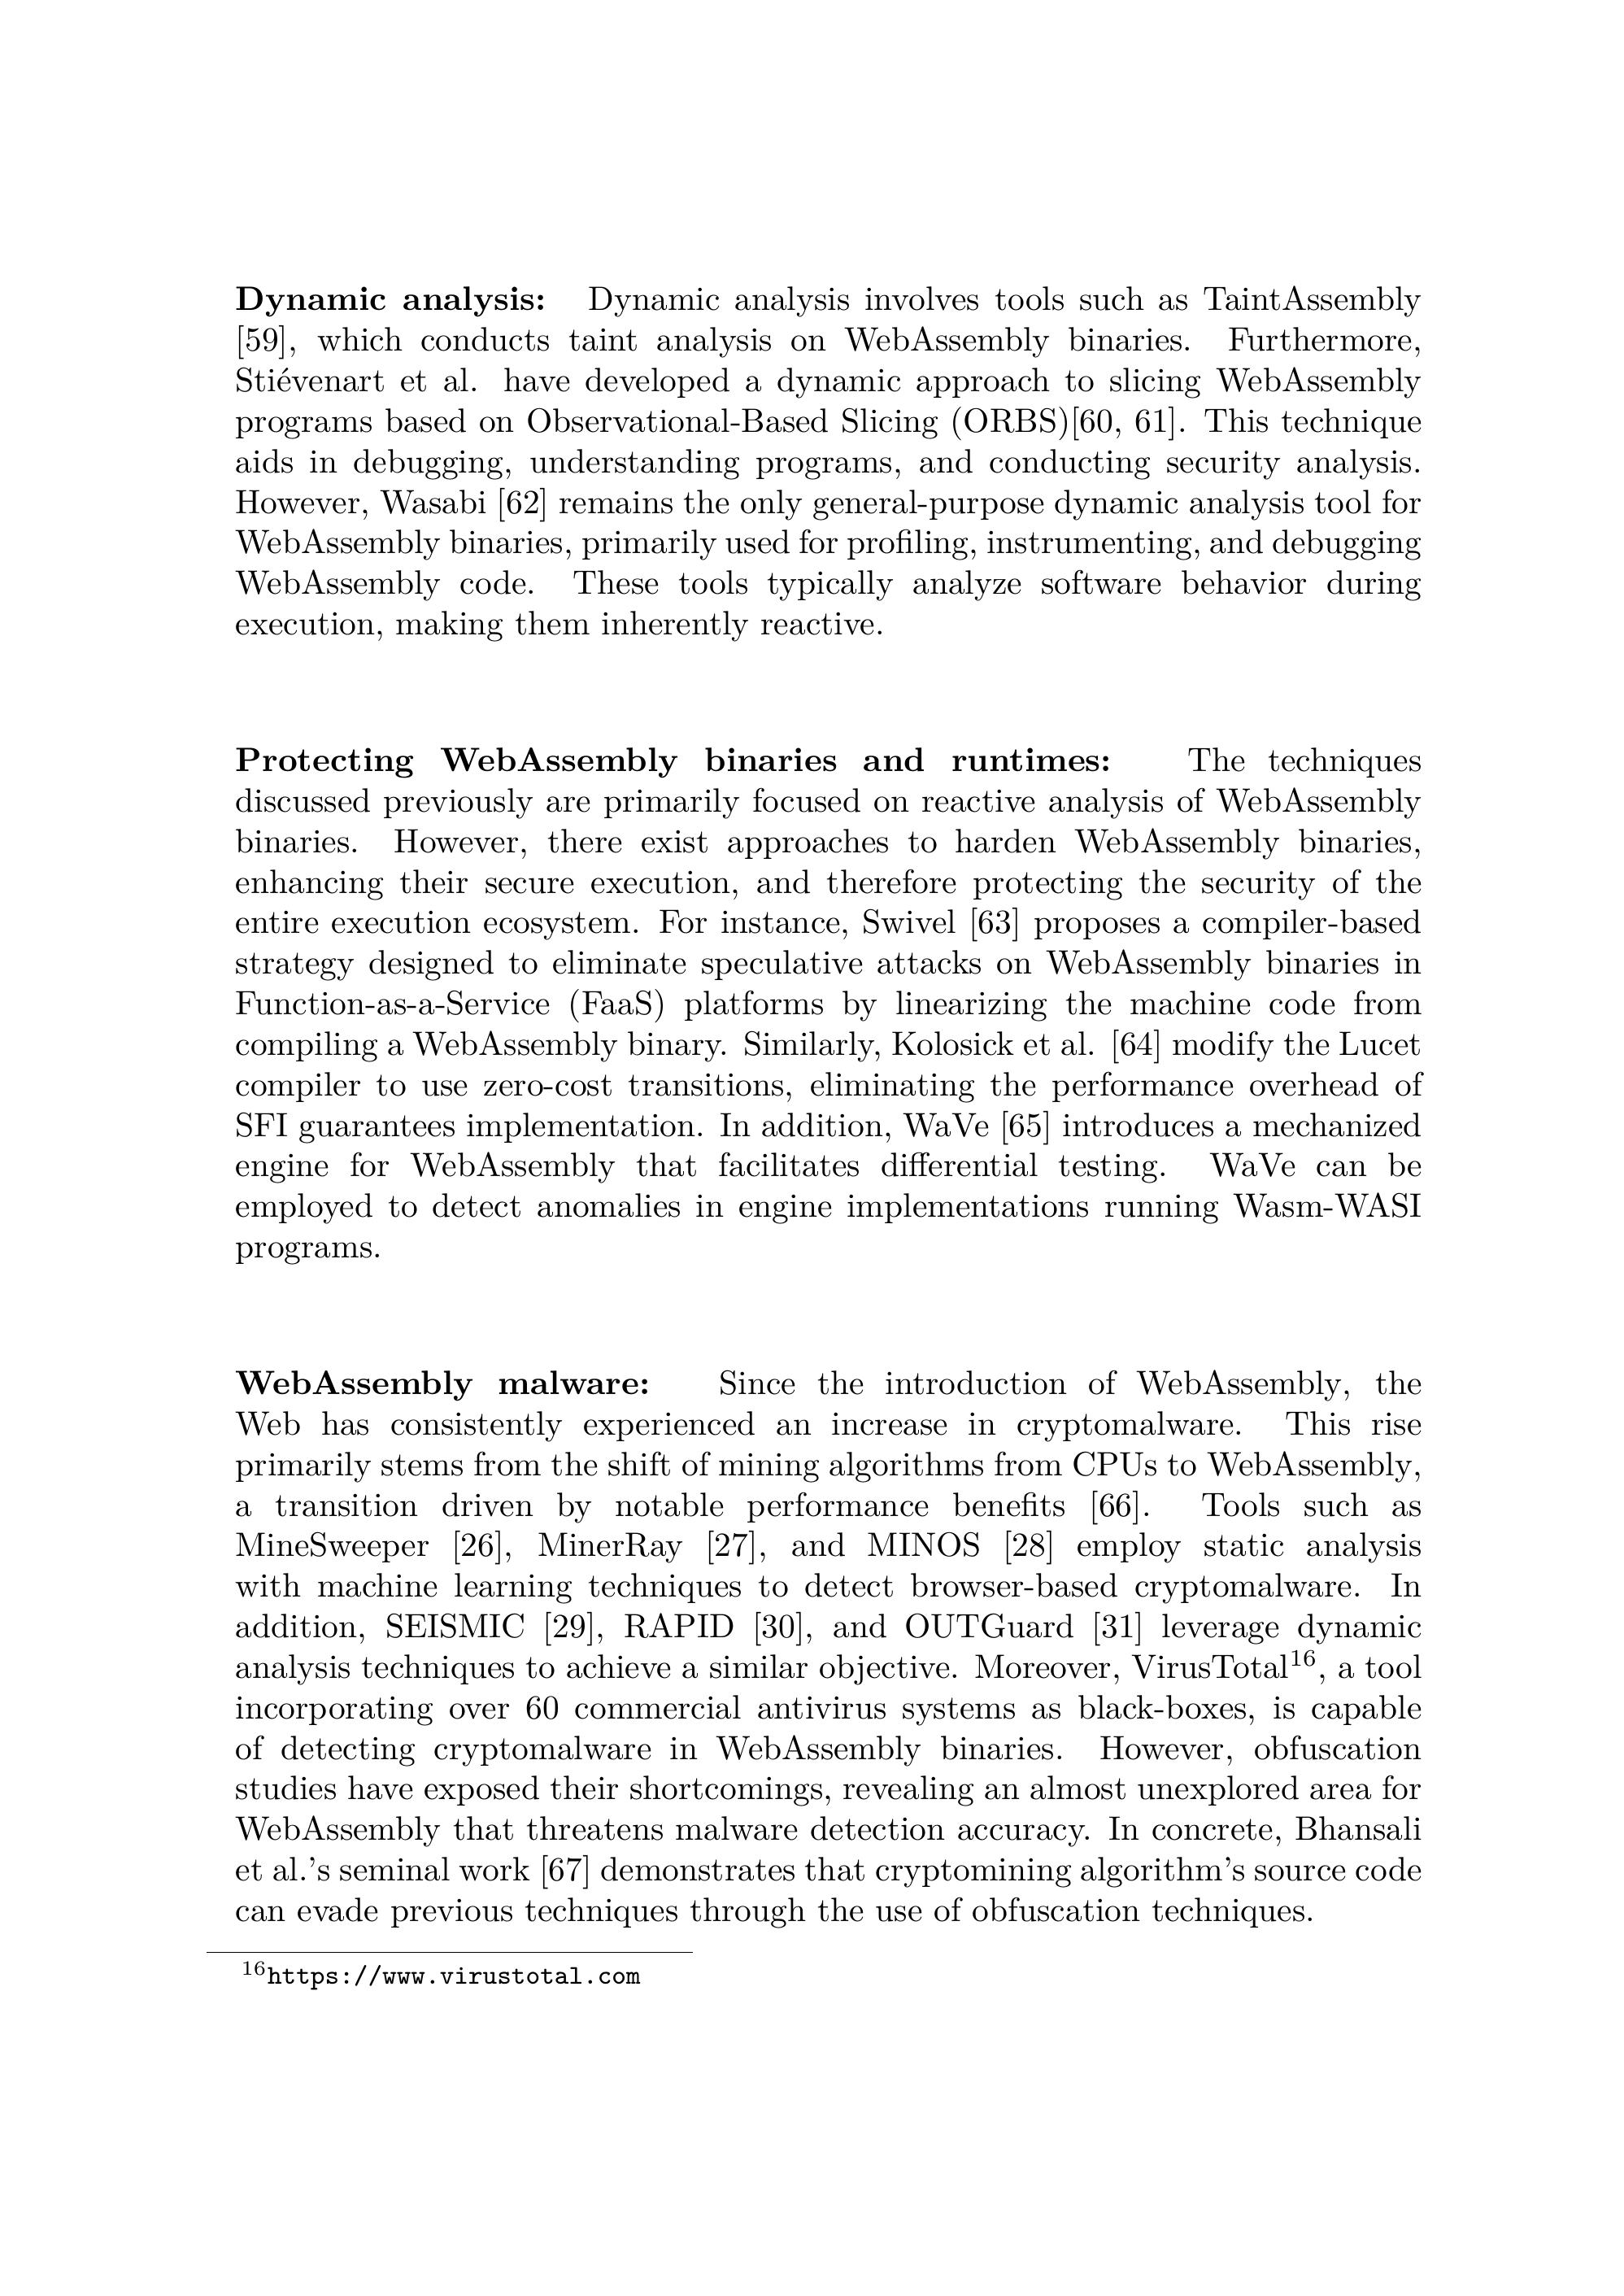 Dynamic analysis: Dynamic analysis involves tools such as TaintAssembly
[59], which conducts taint analysis on WebAssembly binaries. Furthermore,
Stiévenart et al. have developed a dynamic approach to slicing WebAssembly
programs based on Observational-Based Slicing (ORBS)[60, 61]. This technique
aids in debugging, understanding programs, and conducting security analysis.
However, Wasabi [62] remains the only general-purpose dynamic analysis tool for
WebAssembly binaries, primarily used for profiling, instrumenting, and debugging
WebAssembly code. These tools typically analyze software behavior during
execution, making them inherently reactive.
Protecting WebAssembly binaries and runtimes: The techniques
discussed previously are primarily focused on reactive analysis of WebAssembly
binaries. However, there exist approaches to harden WebAssembly binaries,
enhancing their secure execution, and therefore protecting the security of the
entire execution ecosystem. For instance, Swivel [63] proposes a compiler-based
strategy designed to eliminate speculative attacks on WebAssembly binaries in
Function-as-a-Service (FaaS) platforms by linearizing the machine code from
compiling a WebAssembly binary. Similarly, Kolosick et al. [64] modify the Lucet
compiler to use zero-cost transitions, eliminating the performance overhead of
SFI guarantees implementation. In addition, WaVe [65] introduces a mechanized
engine for WebAssembly that facilitates differential testing. WaVe can be
employed to detect anomalies in engine implementations running Wasm-WASI
programs.
WebAssembly malware: Since the introduction of WebAssembly, the
Web has consistently experienced an increase in cryptomalware. This rise
primarily stems from the shift of mining algorithms from CPUs to WebAssembly,
a transition driven by notable performance benefits [66]. Tools such as
MineSweeper [26], MinerRay [27], and MINOS [28] employ static analysis
with machine learning techniques to detect browser-based cryptomalware. In
addition, SEISMIC [29], RAPID [30], and OUTGuard [31] leverage dynamic
analysis techniques to achieve a similar objective. Moreover, VirusTotal16, a tool
incorporating over 60 commercial antivirus systems as black-boxes, is capable
of detecting cryptomalware in WebAssembly binaries. However, obfuscation
studies have exposed their shortcomings, revealing an almost unexplored area for
WebAssembly that threatens malware detection accuracy. In concrete, Bhansali
et al.'s seminal work [67] demonstrates that cryptomining algorithm's source code
can evade previous techniques through the use of obfuscation techniques.
16https://www.virustotal.com